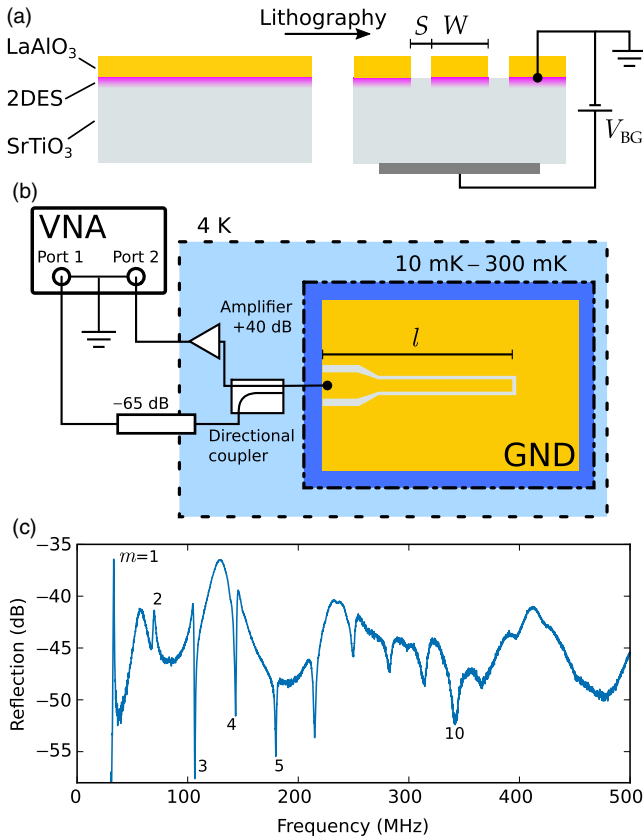 (a)
Lithography
LaAlO3
2DES
SrTiO3
S W
VBG
(b)
VNA
Port 1 Port 2
4 K
10 mK – 300 mK
Amplifier
+40 dB
l
−65 dB
Directional
coupler
GND
(c)
−35
−40
−45
−50
−55
Reflection (dB)
m=1
2
3
4
5
10
0 100 200 300 400 500
Frequency (MHz)